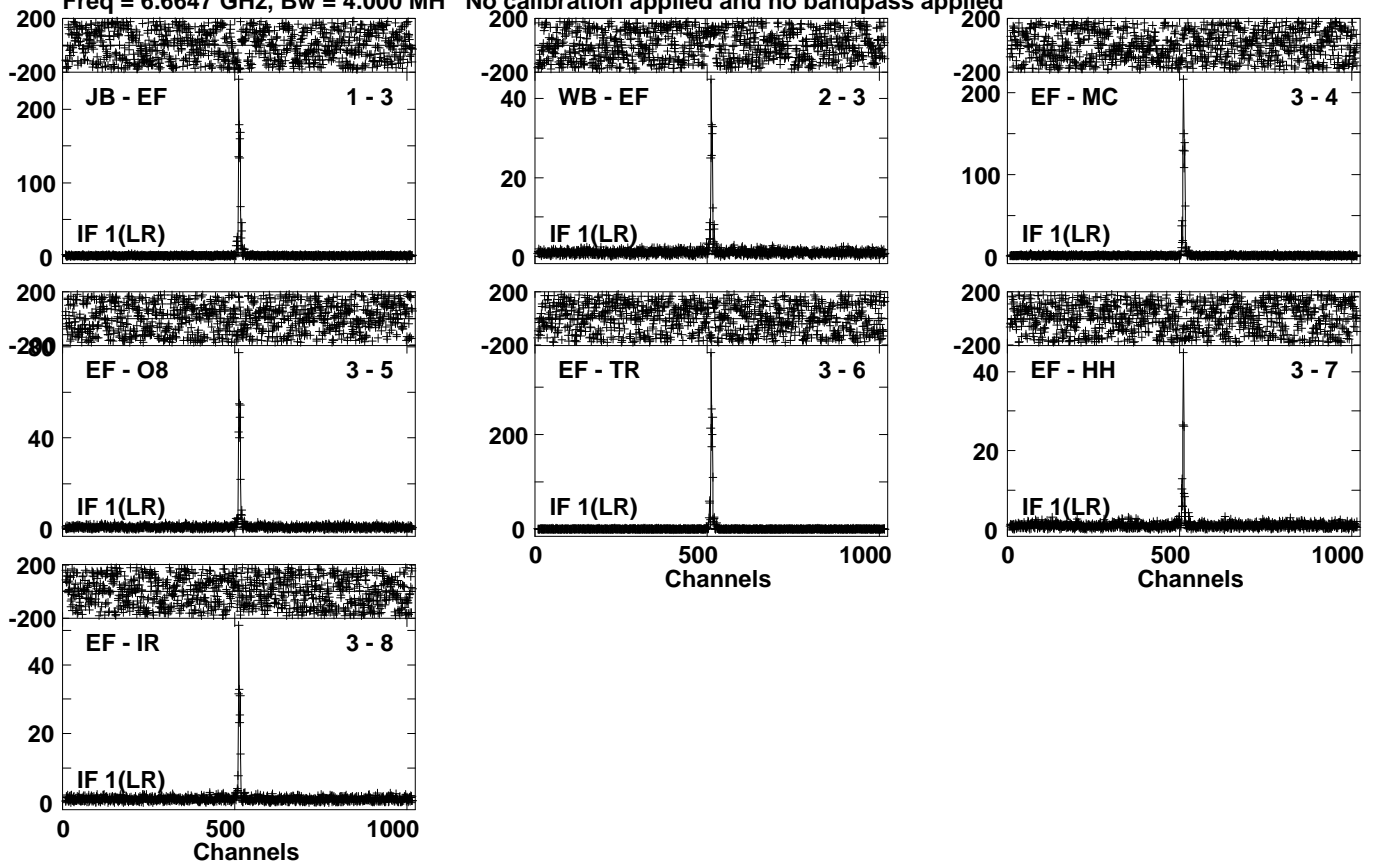 Freq = 6.6647 GHz, Bw = 4.000 MH No calibration applied and no bandpass applied
200
-200
JB - EF 1 - 3
200
100
0
IF 1(LR)
200
-200
WB - EF 2 - 3
40
20
0
IF 1(LR)
200
-200
EF - MC 3 - 4
200
100
0
IF 1(LR)
200
-200
80
EF - O8 3 - 5
40
0
IF 1(LR)
200
-200
EF - TR 3 - 6
200
0
IF 1(LR)
0 500 1000
Channels
200
-200
EF - HH 3 - 7
40
20
0
IF 1(LR)
0 500 1000
Channels
200
-200
EF - IR 3 - 8
40
20
0
IF 1(LR)
0 500 1000
Channels